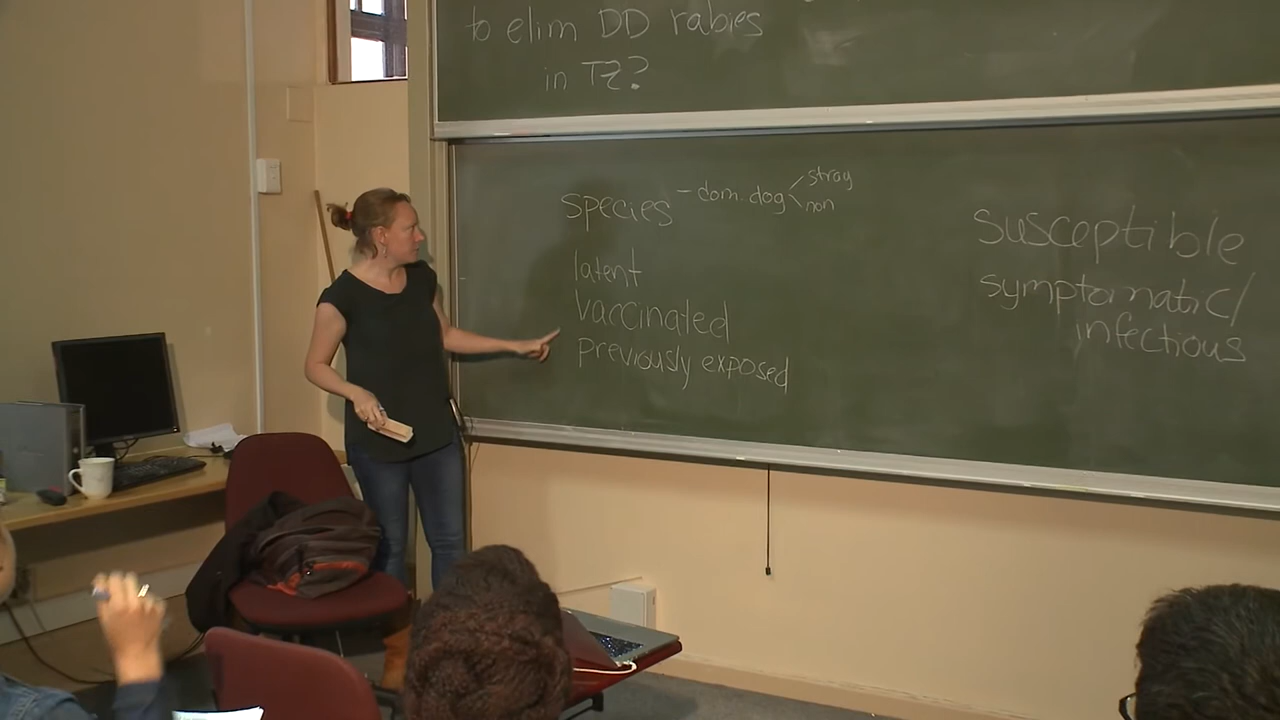 to elim DD rabies
in TZ?
species – dom. dog
stray
non
latent
vaccinated
previously exposed
susceptible
symptomatic/
infectious